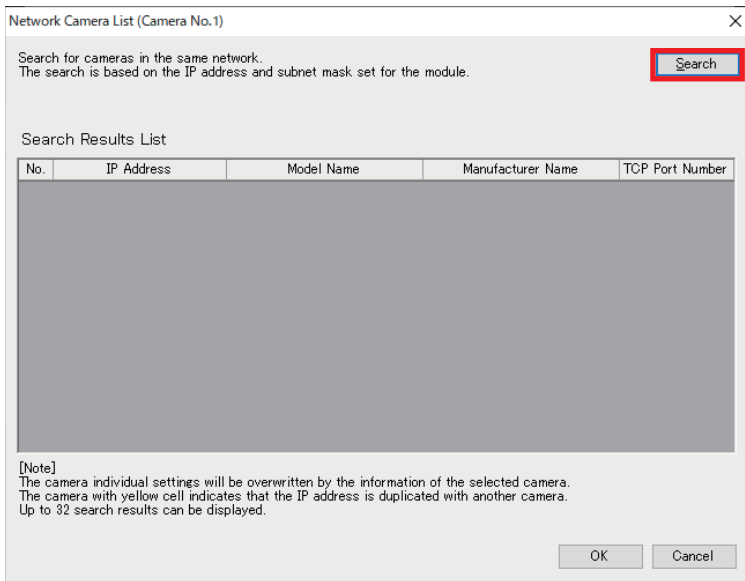 Network Camera List (Camera No.1)
Search for cameras in the same network.
The search is based on the IP address and subnet mask set for the module.
Search
Search Results List
No. IP Address Model Name Manufacturer Name TCP Port Number
[Note]
The camera individual settings will be overwritten by the information of the selected camera.
The camera with yellow cell indicates that the IP address is duplicated with another camera.
Up to 32 search results can be displayed.
OK Cancel